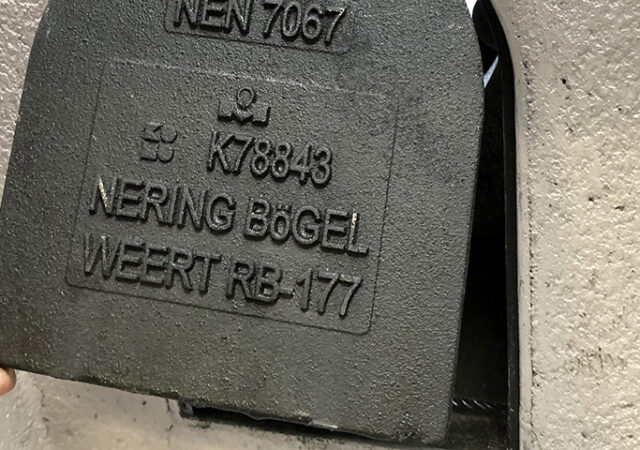 NEN 7067
K78843
NERING BöGEL
WEERT RB-177